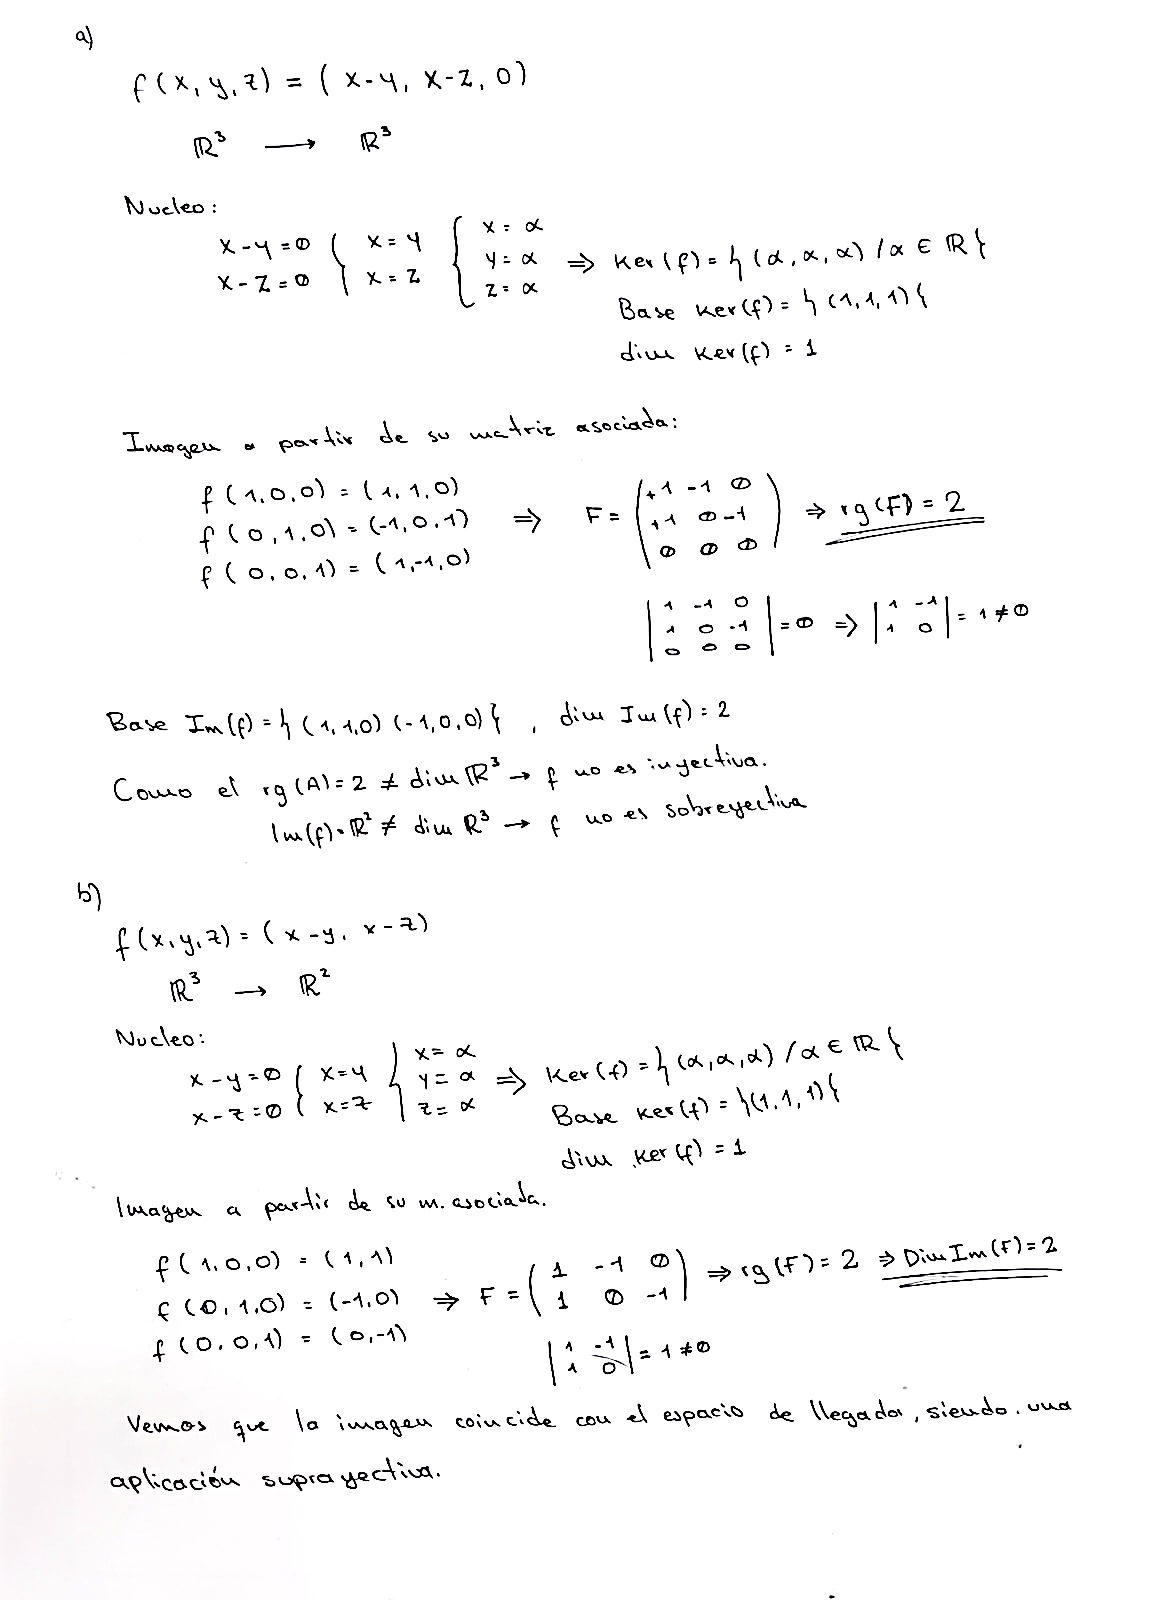 a)
f(x, y, z) = (x-y, x-z, 0)
ℝ³ → ℝ³
Nucleo:
x-y=0 } x=y { x=α
x-z=0 } x=z { y=α ⇒ Ker(f) = {(α, α, α) / α ∈ ℝ}
z=α
Base Ker(f) = {(1,1,1)}
dim Ker(f) = 1
Imagen a partir de su matriz asociada:
f(1,0,0) = (1,1,0)
f(0,1,0) = (-1,0,1) ⇒ F = (+1 -1 0 / +1 0 -1 / 0 0 0) ⇒ rg(F) = 2
f(0,0,1) = (1,-1,0)
|1 -1 0 / 1 0 -1 / 0 0 0| = 0 ⇒ |1 -1 / 1 0| = 1 ≠ 0
Base Im(f) = {(1,1,0) (-1,0,0)}, dim Im(f) = 2
Como el rg(A) = 2 ≠ dim ℝ³ → f no es inyectiva.
Im(f) = ℝ² ≠ dim ℝ³ → f no es sobreyectiva
b)
f(x,y,z) = (x-y, x-z)
ℝ³ → ℝ²
Nucleo:
x-y=0 { x=y { x=α
x-z=0 { x=z { y=α ⇒ Ker(f) = {(α,α,α) / α ∈ ℝ}
z=α
Base Ker(f) = {(1,1,1)}
dim Ker(f) = 1
Imagen a partir de su m. asociada.
f(1,0,0) = (1,1)
f(0,1,0) = (-1,0) ⇒ F = (1 -1 0 / 1 0 -1) ⇒ rg(F) = 2 ⇒ Dim Im(F) = 2
f(0,0,1) = (0,-1)
|1 -1 / 1 0| = 1 ≠ 0
Vemos que la imagen coincide con el espacio de llegada, siendo una
aplicación suprayectiva.